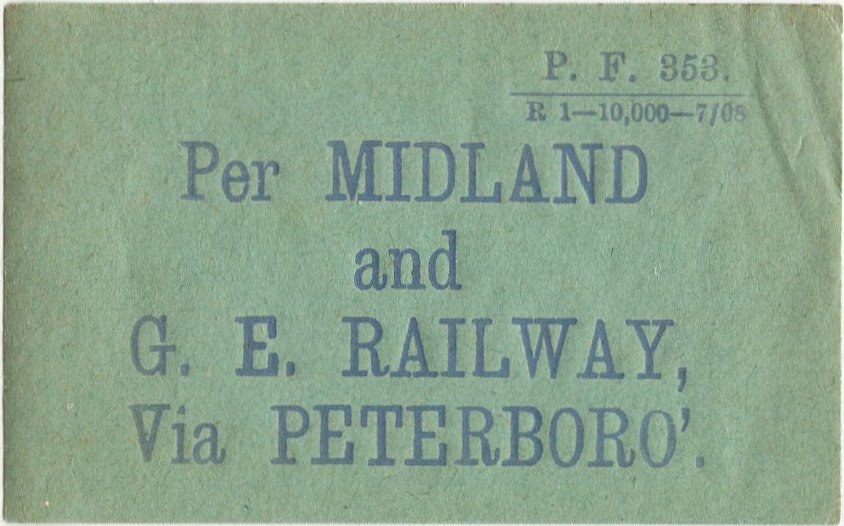 P. F. 353.
R 1—10,000—7/08
Per MIDLAND
and
G. E. RAILWAY,
Via PETERBORO'.